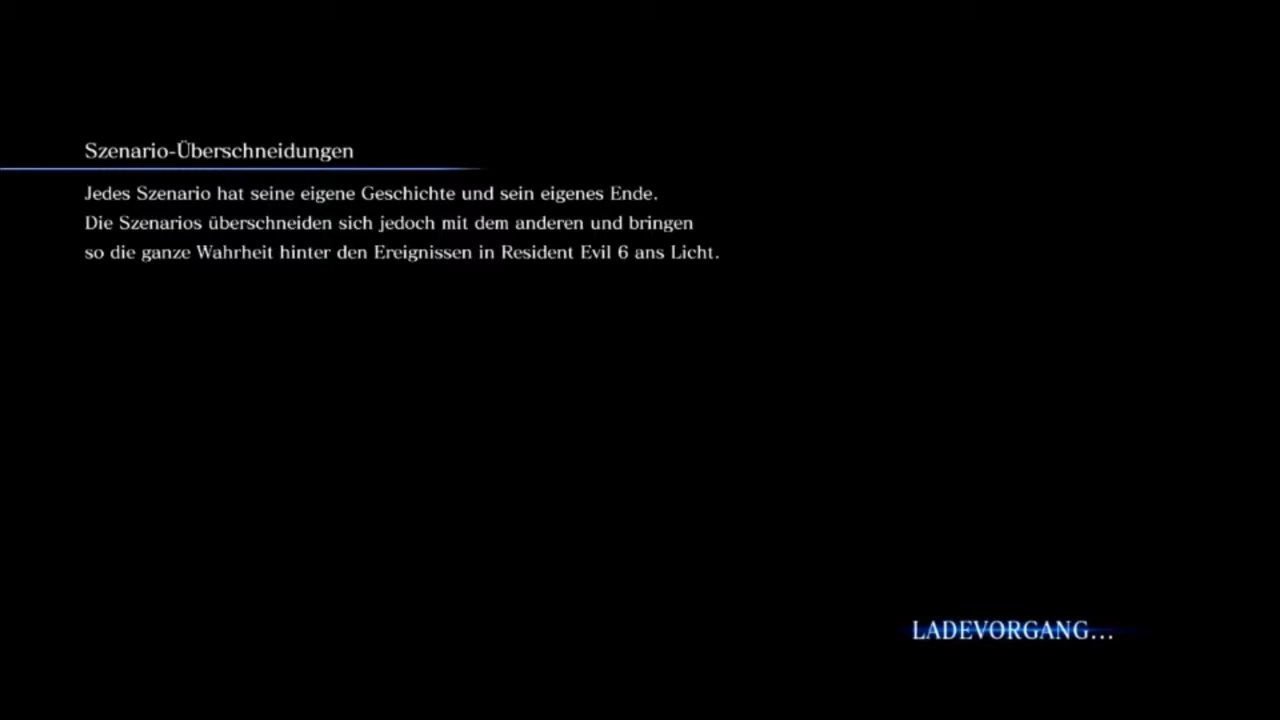 Szenario-Überschneidungen
Jedes Szenario hat seine eigene Geschichte und sein eigenes Ende.
Die Szenarios überschneiden sich jedoch mit dem anderen und bringen
so die ganze Wahrheit hinter den Ereignissen in Resident Evil 6 ans Licht.
LADEVORGANG...